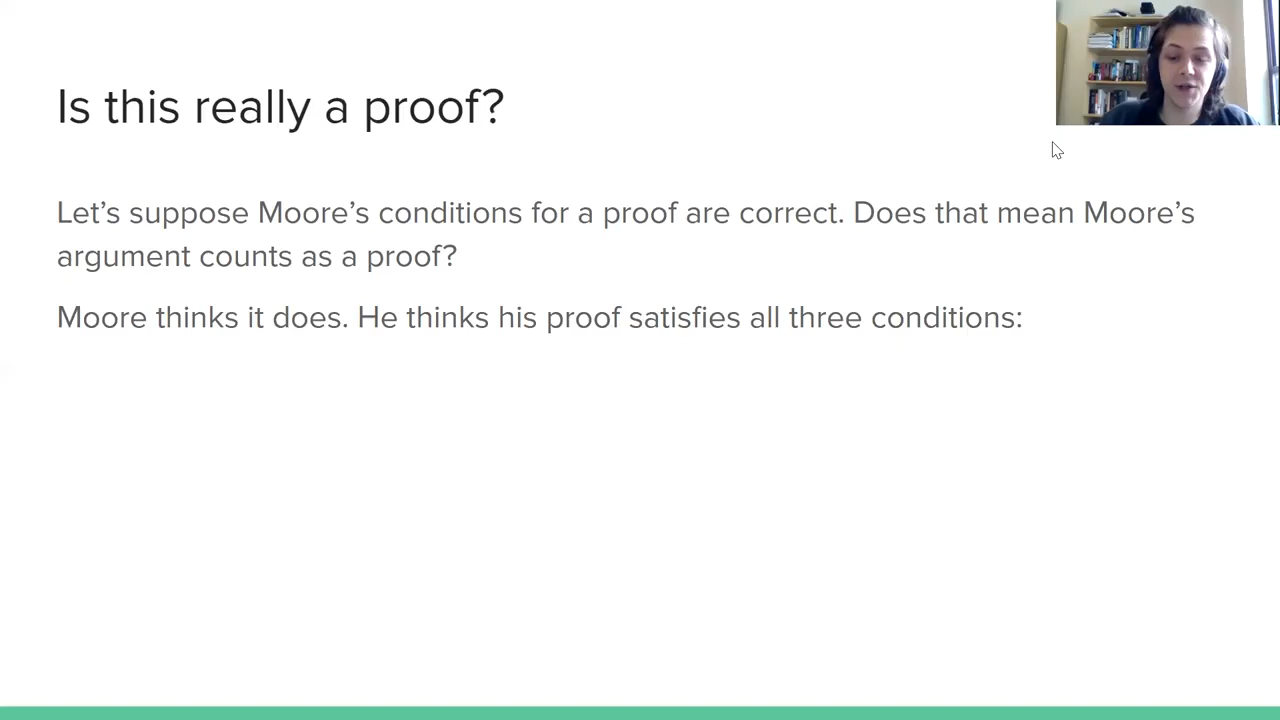 Is this really a proof?
Let’s suppose Moore’s conditions for a proof are correct. Does that mean Moore’s
argument counts as a proof?
Moore thinks it does. He thinks his proof satisfies all three conditions: